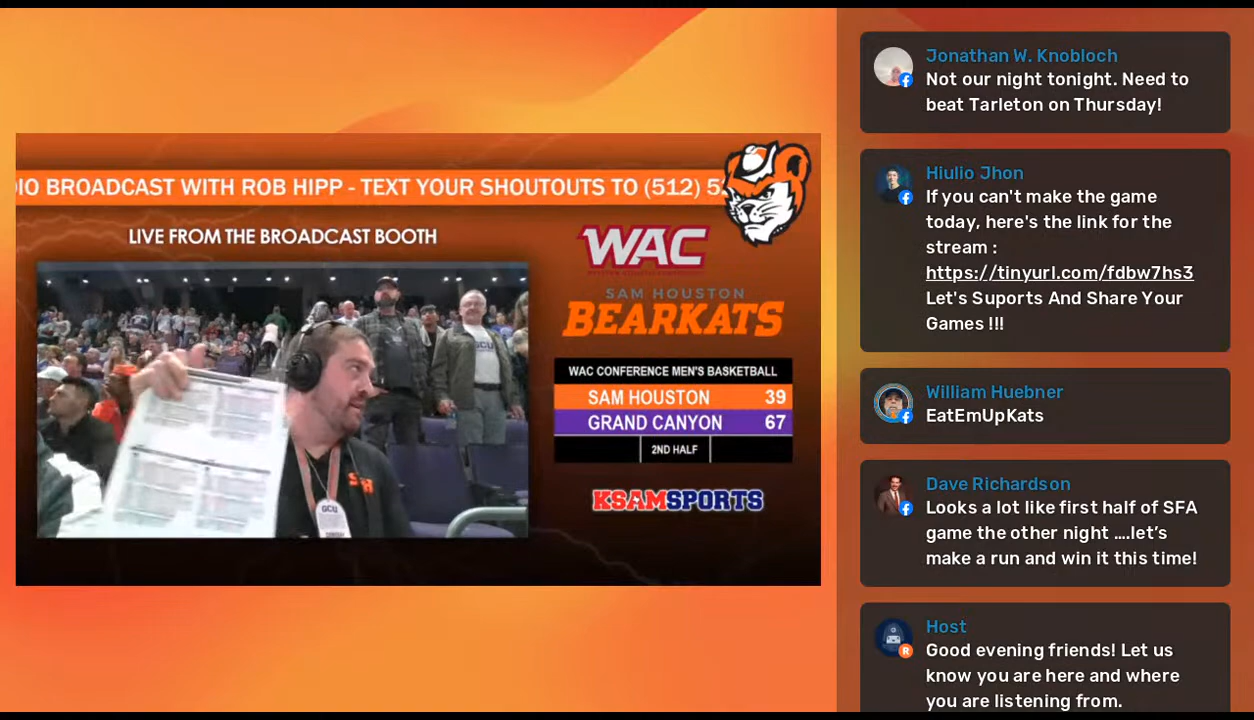 IO BROADCAST WITH ROB HIPP - TEXT YOUR SHOUTOUTS TO (512) 5
LIVE FROM THE BROADCAST BOOTH
WAC
SAM HOUSTON
BEARKATS
WAC CONFERENCE MEN'S BASKETBALL
SAM HOUSTON 39
GRAND CANYON 67
2ND HALF
KSAMSPORTS
GCU
GCU
SH
Jonathan W. Knobloch
Not our night tonight. Need to
beat Tarleton on Thursday!
Hiulio Jhon
If you can't make the game
today, here's the link for the
stream :
https://tinyurl.com/fdbw7hs3
Let's Suports And Share Your
Games !!!
William Huebner
EatEmUpKats
Dave Richardson
Looks a lot like first half of SFA
game the other night ....let's
make a run and win it this time!
Host
Good evening friends! Let us
know you are here and where
you are listening from.